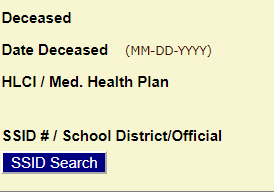 Deceased
Date Deceased (MM-DD-YYYY)
HLCI / Med. Health Plan
SSID # / School District/Official
SSID Search